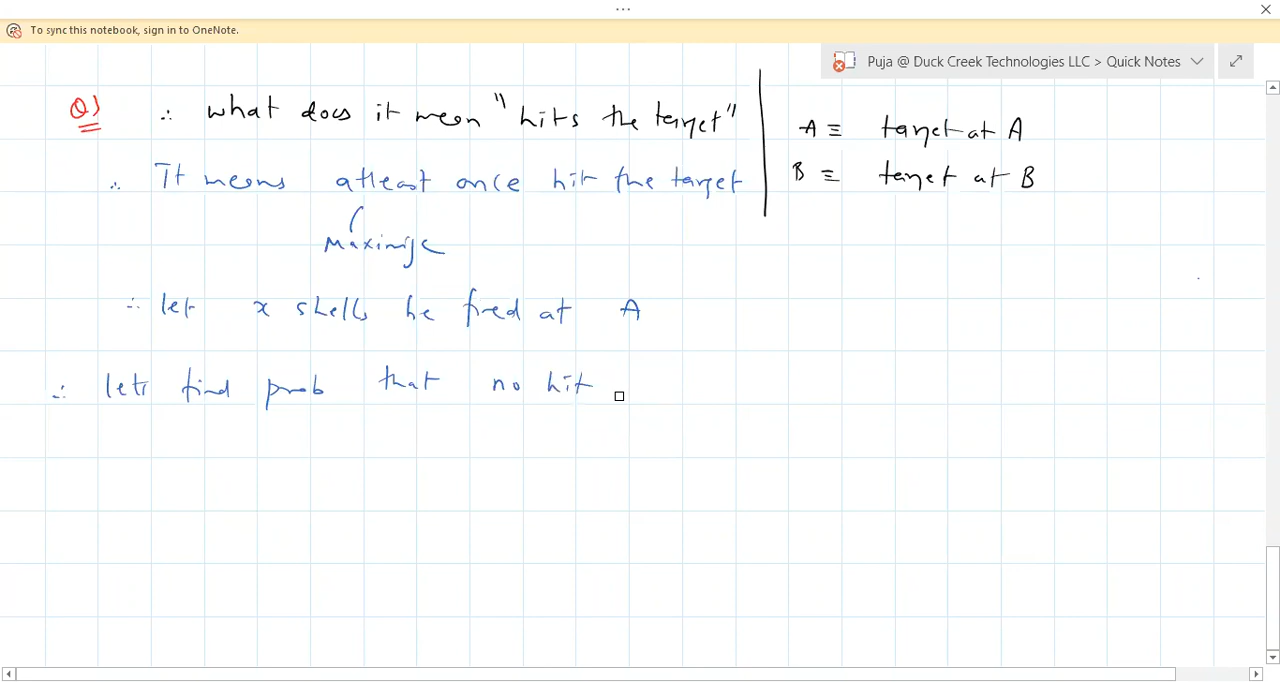 To sync this notebook, sign in to OneNote.
Puja @ Duck Creek Technologies LLC > Quick Notes
Q) ∴ what does it mean "hits the target"
∴ It means atleast once hit the target
Maximize
∴ let x shells be fired at A
∴ lets find prob that no hit
A ≡ target at A
B ≡ target at B